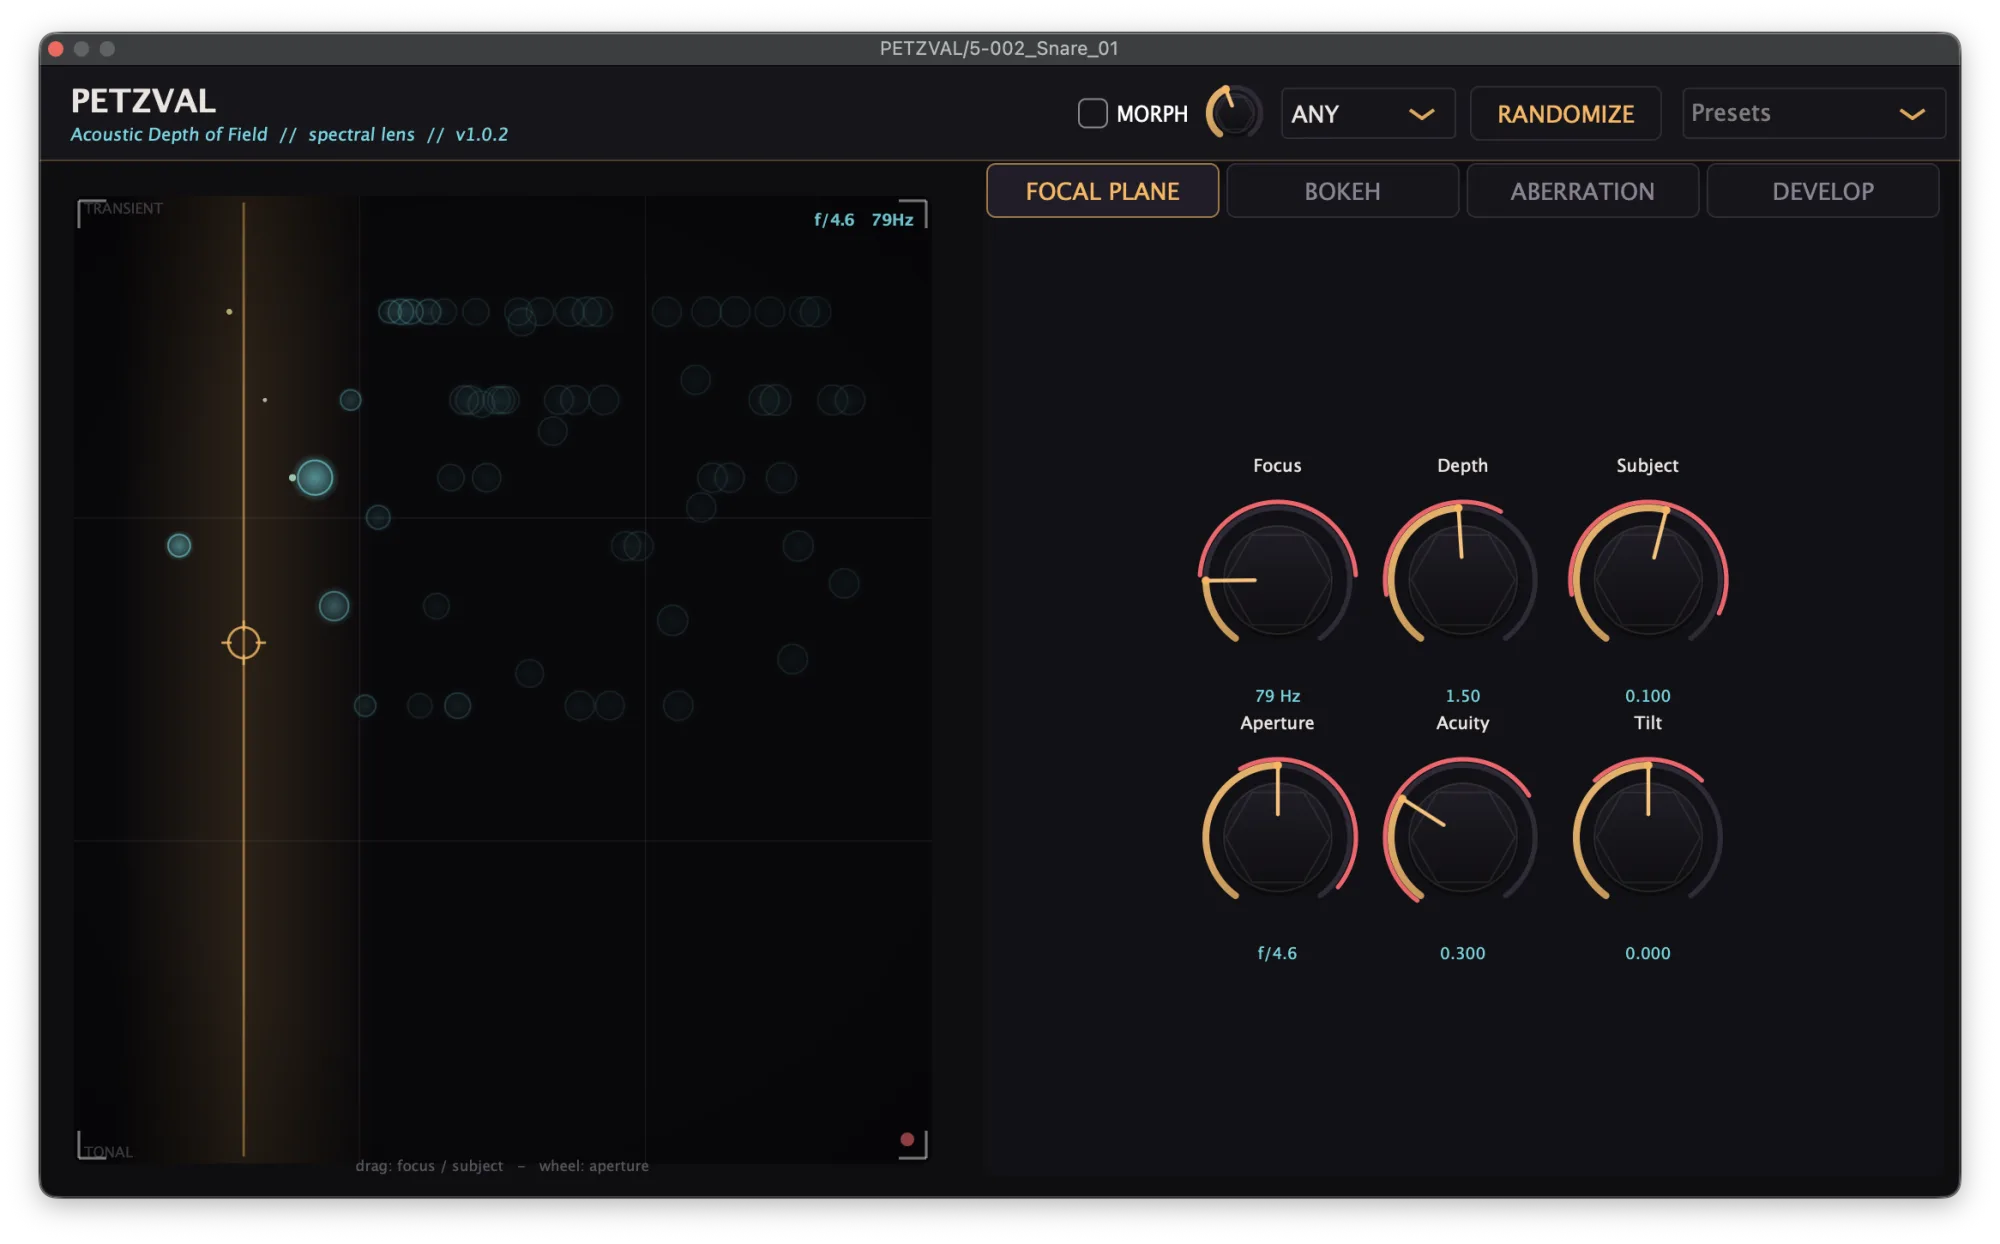 PETZVAL/5-002_Snare_01
PETZVAL
Acoustic Depth of Field // spectral lens // v1.0.2
MORPH
ANY
RANDOMIZE
Presets
FOCAL PLANE
BOKEH
ABERRATION
DEVELOP
TRANSIENT
f/4.6 79Hz
Focus
Depth
Subject
79 Hz
1.50
0.100
Aperture
Acuity
Tilt
f/4.6
0.300
0.000
TONAL
drag: focus / subject – wheel: aperture